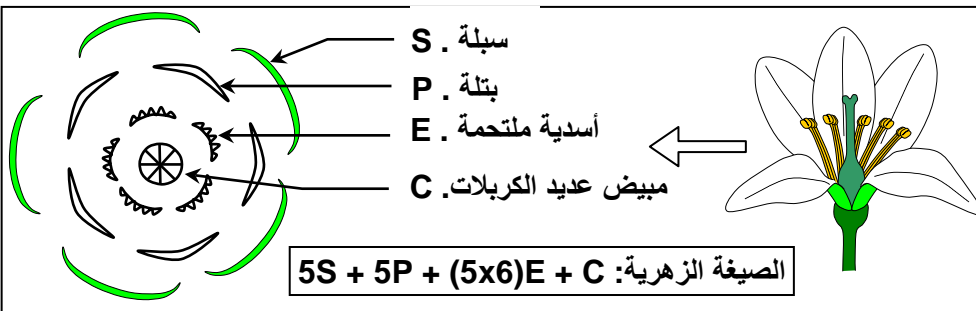 سبلة . S
بتلة . P
أسدية ملتحمة . E
مبيض عديد الكربلات. C
الصيغة الزهرية: 5S + 5P + (5x6)E + C